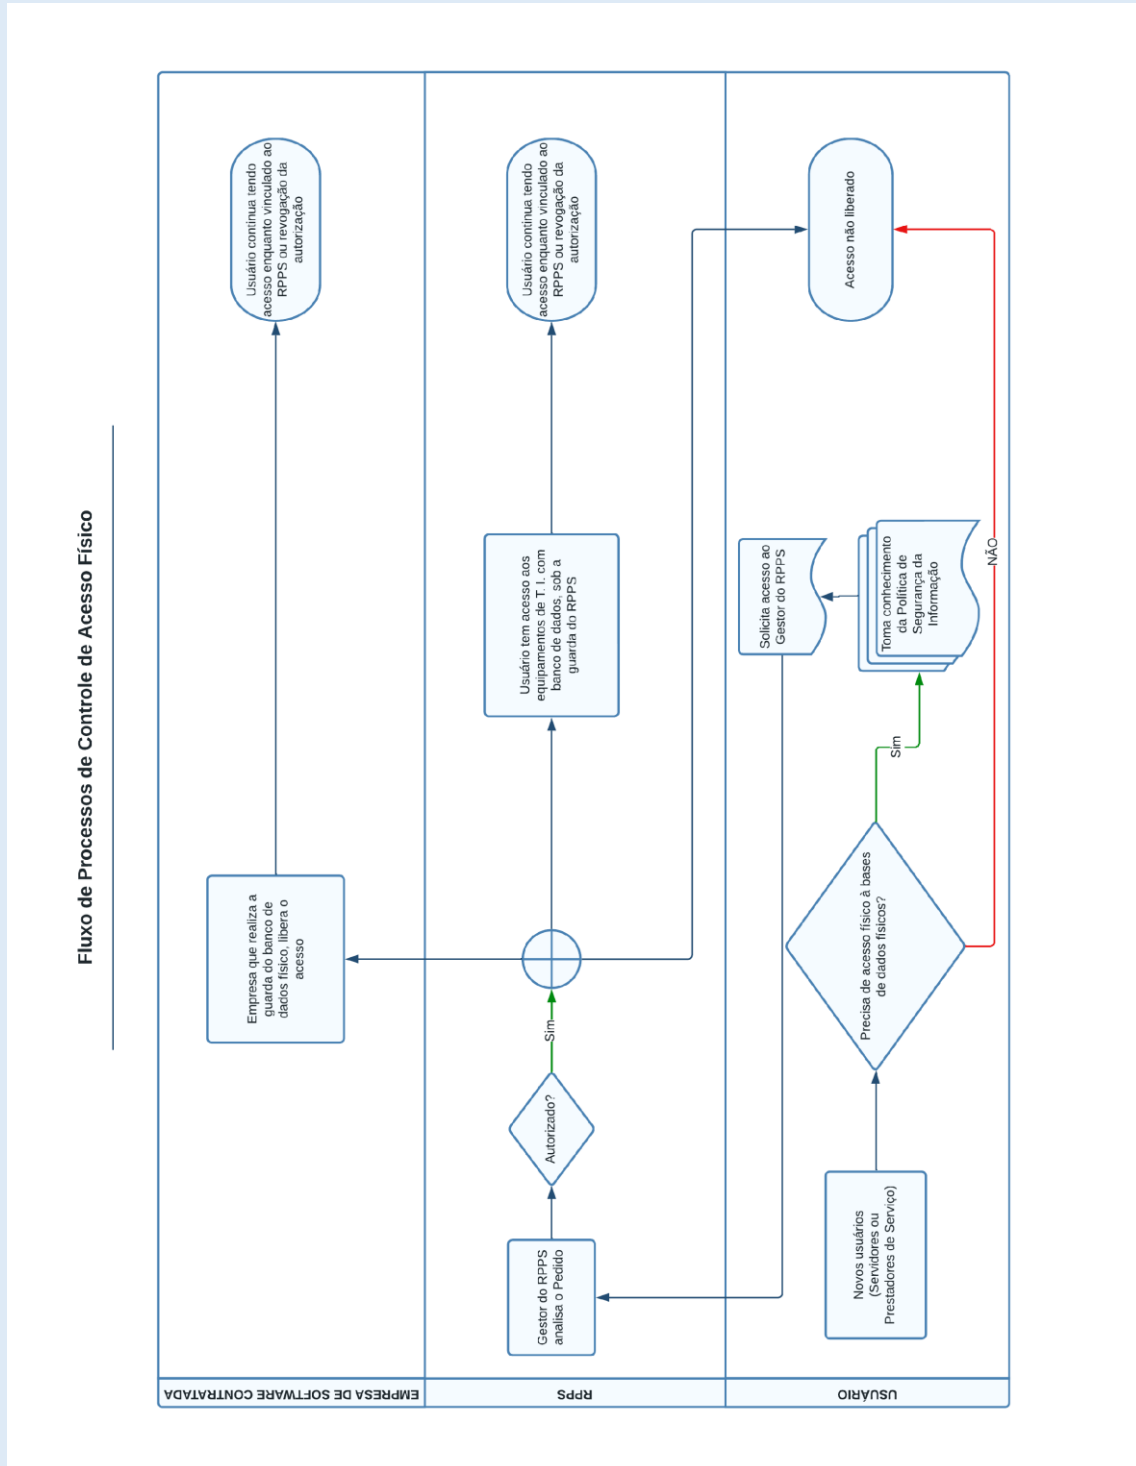 Fluxo de Processos de Controle de Acesso Físico
EMPRESA DE SOFTWARE CONTRATADA
Empresa que realiza a
guarda do banco de
dados físico, libera o
acesso
Usuário continua tendo
acesso enquanto vinculado ao
RPPS ou revogação da
autorização
RPPS
Gestor do RPPS
analisa o Pedido
Autorizado?
Sim
Usuário tem acesso aos
equipamentos de T. I. com
banco de dados, sob a
guarda do RPPS
Usuário continua tendo
acesso enquanto vinculado ao
RPPS ou revogação da
autorização
USUÁRIO
Novos usuários
(Servidores ou
Prestadores de Serviço)
Precisa de acesso físico à bases
de dados físicos?
Sim
Solicita acesso ao
Gestor do RPPS
Toma conhecimento
da Política de
Segurança da
Informação
NÃO
Acesso não liberado